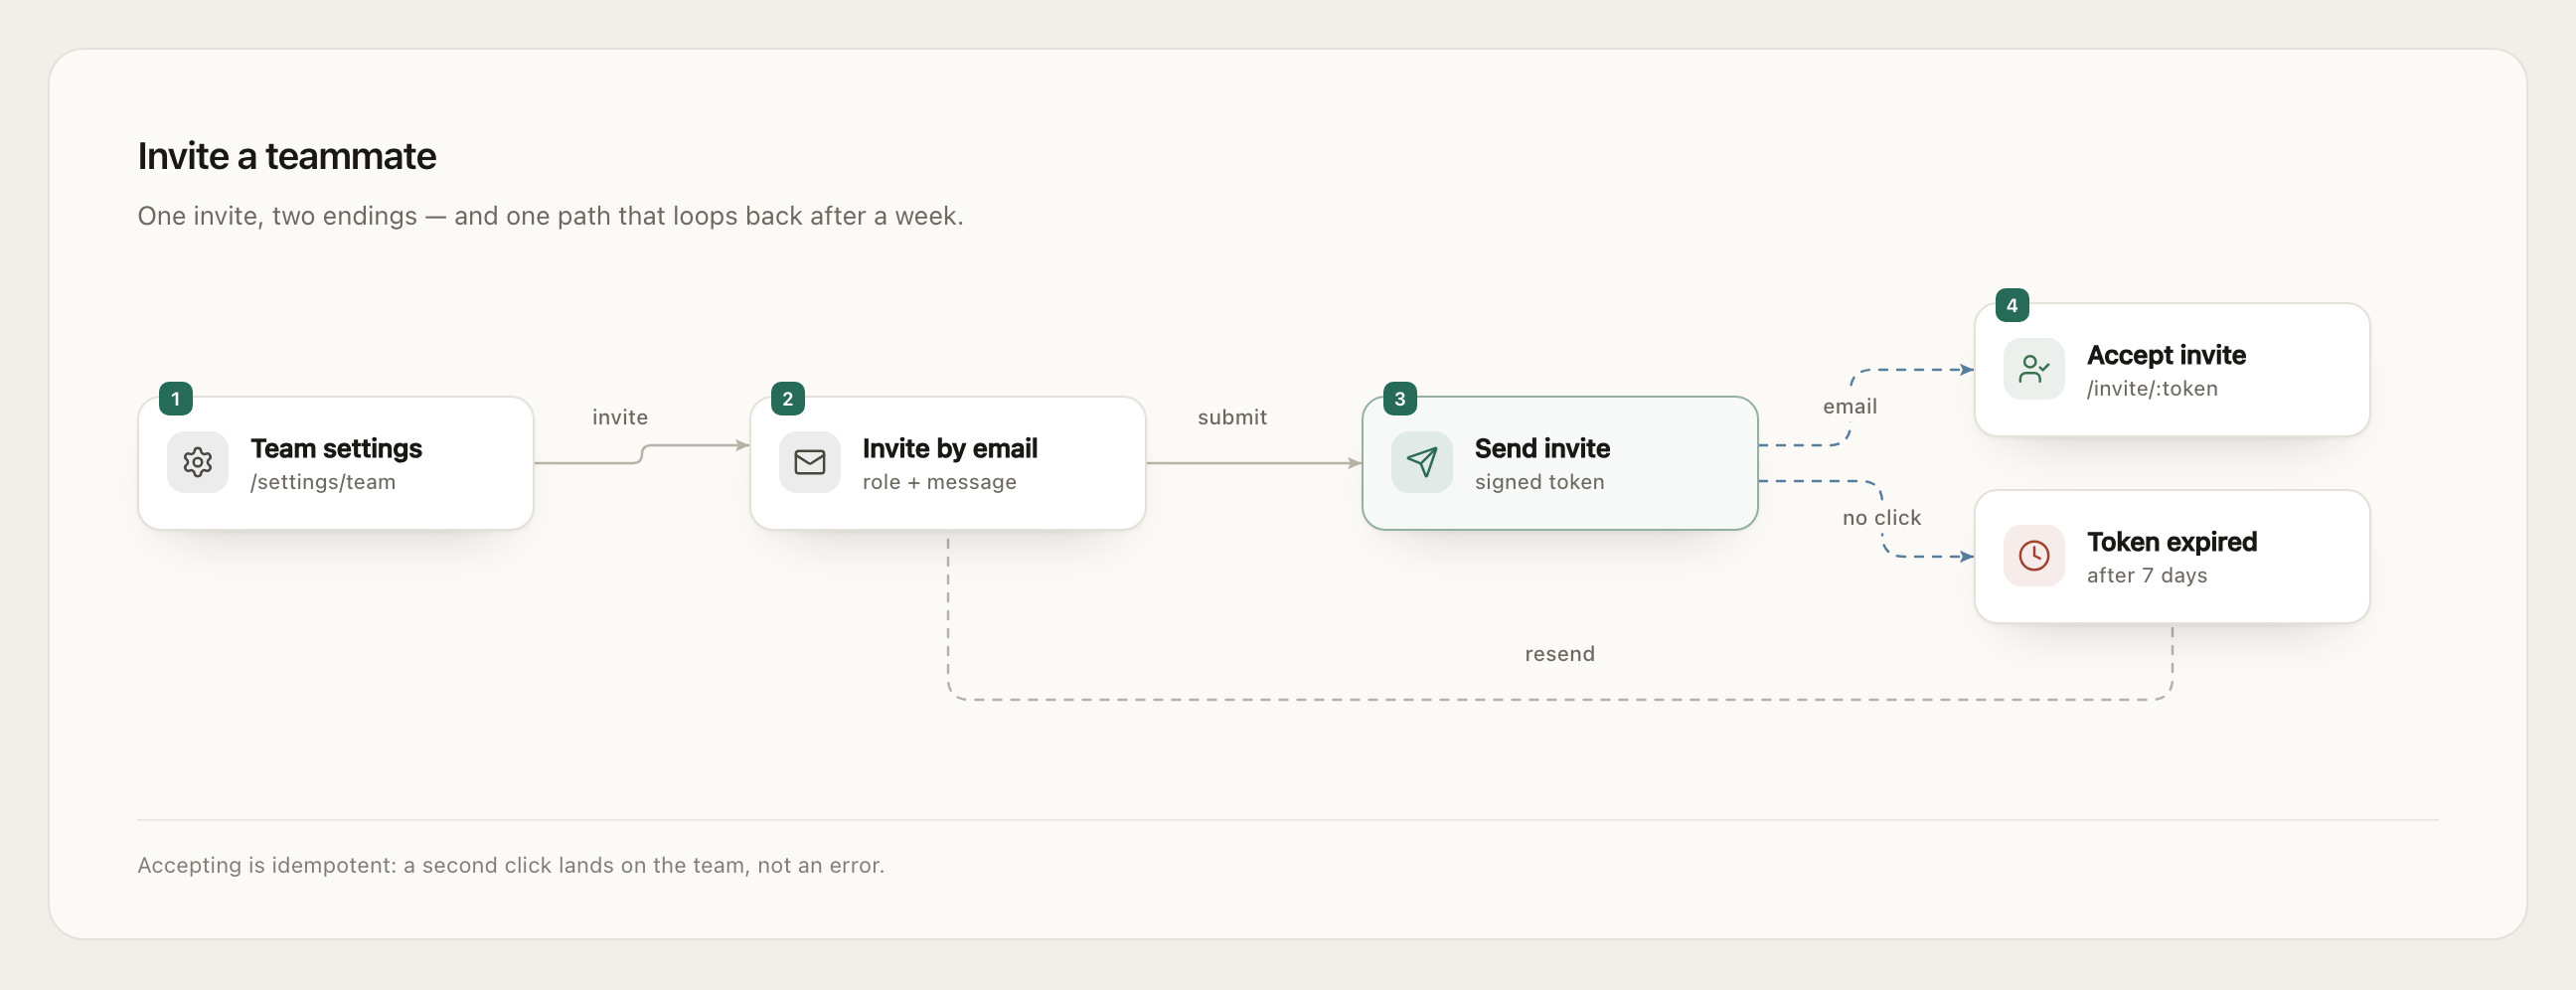 Invite a teammate
One invite, two endings — and one path that loops back after a week.
1
Team settings
/settings/team
invite
2
Invite by email
role + message
submit
3
Send invite
signed token
email
no click
4
Accept invite
/invite/:token
Token expired
after 7 days
resend
Accepting is idempotent: a second click lands on the team, not an error.